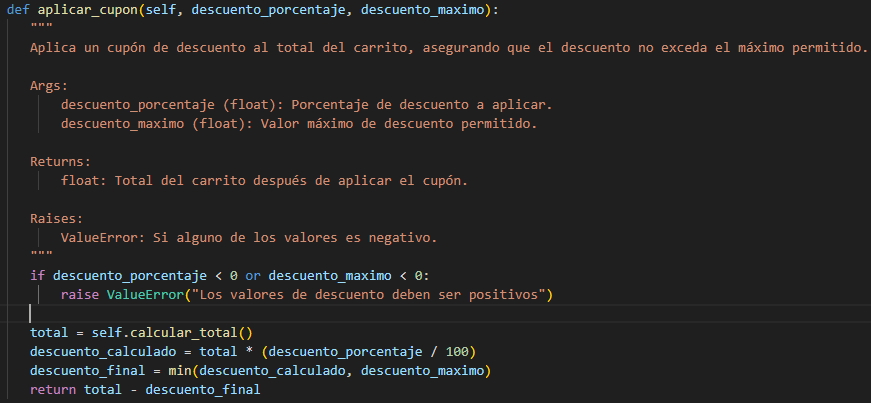 def aplicar_cupon(self, descuento_porcentaje, descuento_maximo):
"""
Aplica un cupón de descuento al total del carrito, asegurando que el descuento no exceda el máximo permitido.
Args:
descuento_porcentaje (float): Porcentaje de descuento a aplicar.
descuento_maximo (float): Valor máximo de descuento permitido.
Returns:
float: Total del carrito después de aplicar el cupón.
Raises:
ValueError: Si alguno de los valores es negativo.
"""
if descuento_porcentaje < 0 or descuento_maximo < 0:
raise ValueError("Los valores de descuento deben ser positivos")
total = self.calcular_total()
descuento_calculado = total * (descuento_porcentaje / 100)
descuento_final = min(descuento_calculado, descuento_maximo)
return total - descuento_final